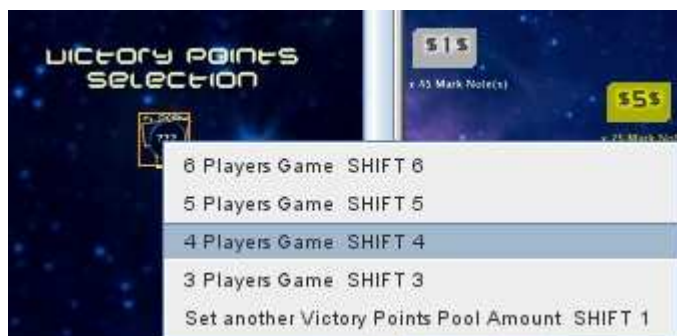 VICTORY POINTS
SELECTION
???
$1$
x 45 Mark Note(s)
$5$
x 25 Mark
6 Players Game SHIFT 6
5 Players Game SHIFT 5
4 Players Game SHIFT 4
3 Players Game SHIFT 3
Set another Victory Points Pool Amount SHIFT 1